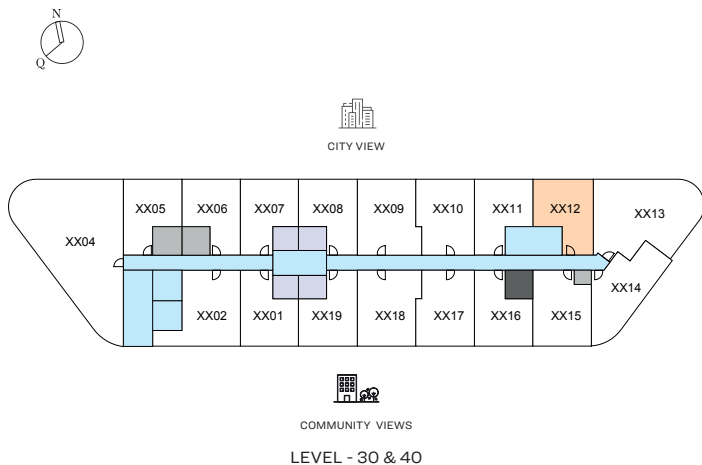 N
Q
CITY VIEW
XX05 XX06 XX07 XX08 XX09 XX10 XX11 XX12
XX13
XX04
XX14
XX02 XX01 XX19 XX18 XX17 XX16 XX15
COMMUNITY VIEWS
LEVEL - 30 & 40